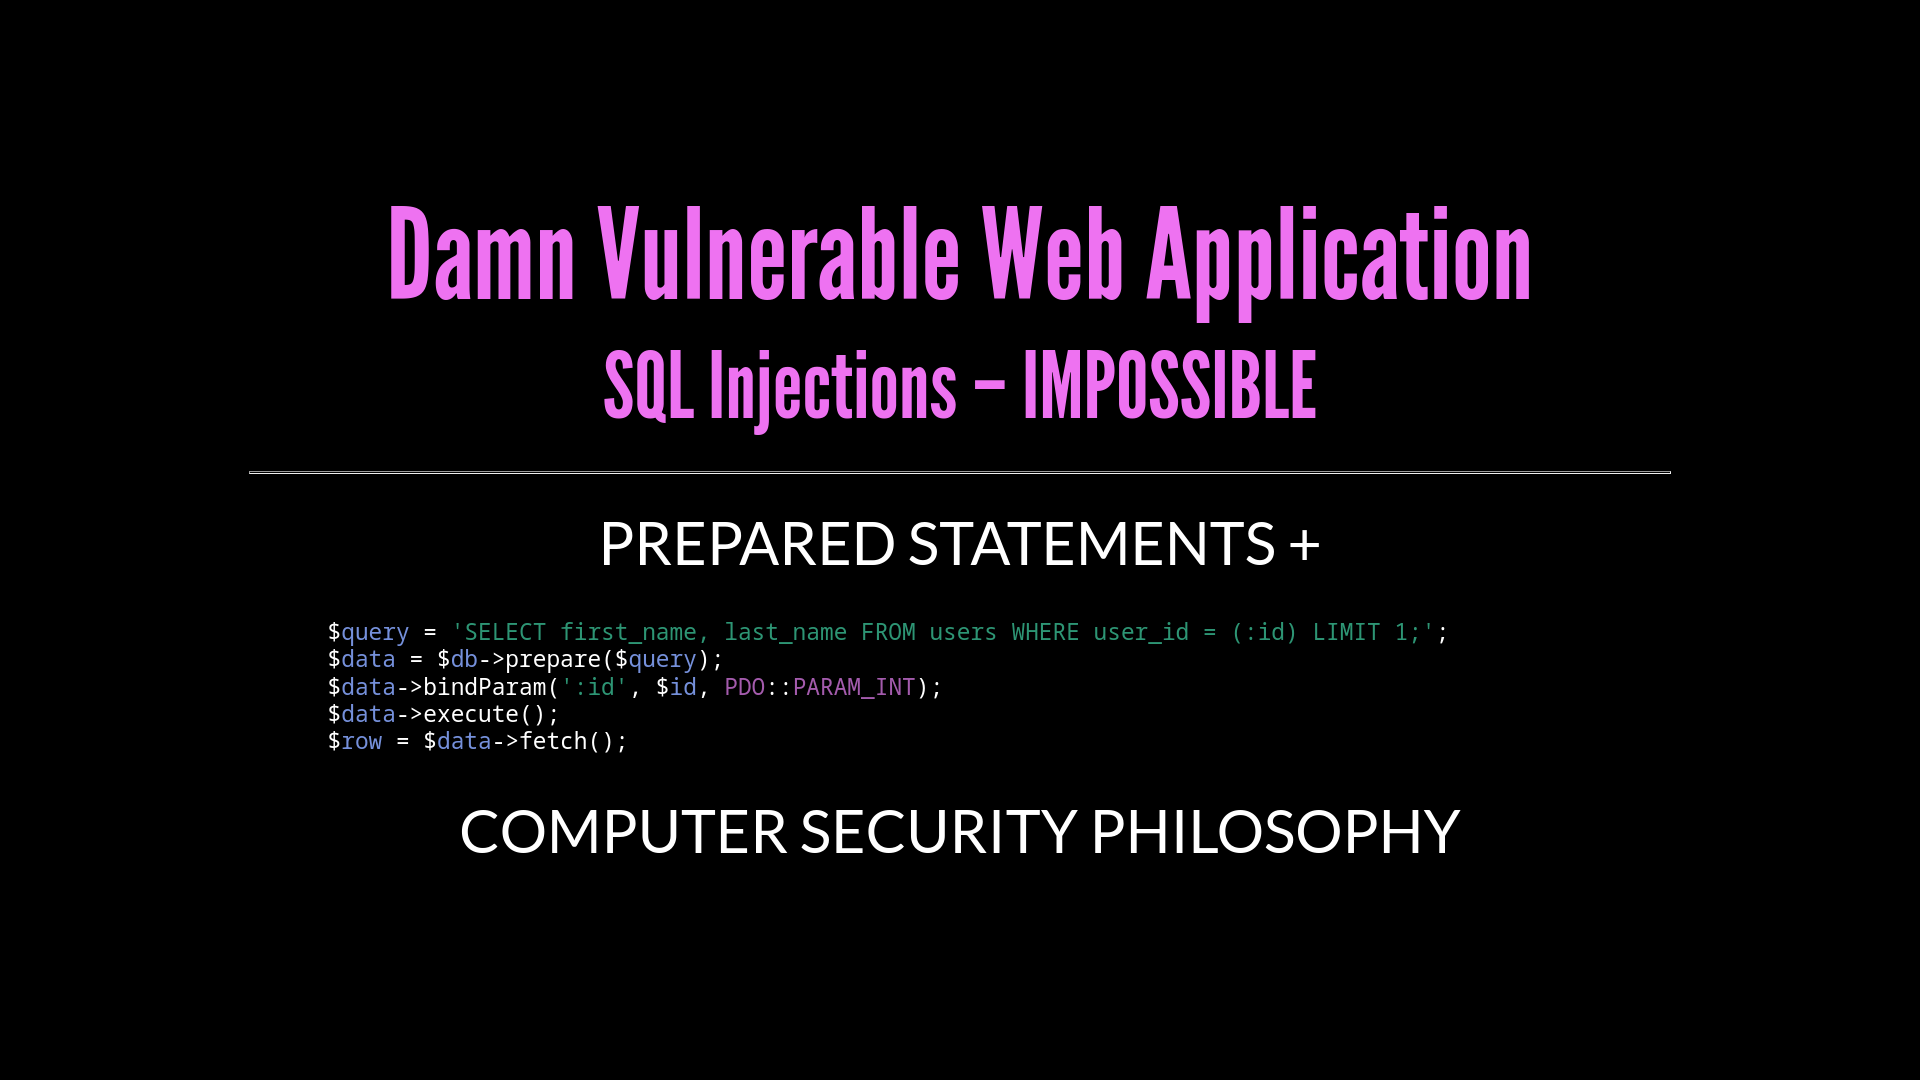 Damn Vulnerable Web Application
SQL Injections – IMPOSSIBLE
PREPARED STATEMENTS +
$query = 'SELECT first_name, last_name FROM users WHERE user_id = (:id) LIMIT 1;';
$data = $db->prepare($query);
$data->bindParam(':id', $id, PDO::PARAM_INT);
$data->execute();
$row = $data->fetch();
COMPUTER SECURITY PHILOSOPHY